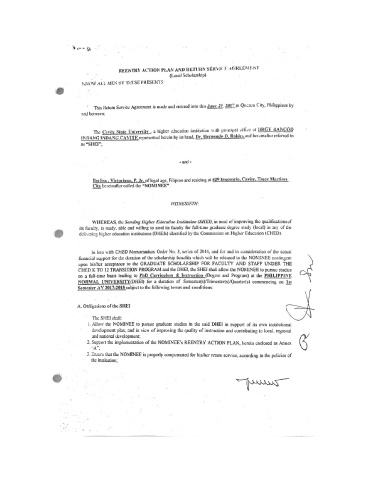 REENTRY ACTION PLAN AND RETURN SERVICE AGREEMENT
(Local Scholarship)
KNOW ALL MEN BY THESE PRESENTS:
This Return Service Agreement is made and entered into this June 29, 2017 in Quezon City, Philippines by
and between:
The Cavite State University, a higher education institution with principal office at INDANG CAVITE represented herein by its head, Dr. Hernando D. Robles and hereinafter referred to
as "SHEI";
- and -
Victorino, P. Jr. of legal age, Filipino and residing at Cavite, Trece Martires
City hereinafter called the "NOMINEE"
WITNESSETH:
WHEREAS, the Sending Higher Education Institution (SHEI), in need of improving the qualifications of
its faculty, is ready, able and willing to send its faculty for full-time graduate degree study (local) in any of the
delivering higher education institutions (DHEIs) identified by the Commission on Higher Education (CHED).
In line with CHED Memorandum Order No. 3, series of 2016, and for and in consideration of the
financial support for the duration of the scholarship benefits which will be released to the NOMINEE contingent
upon his/her acceptance to the GRADUATE SCHOLARSHIP FOR FACULTY AND STAFF UNDER THE
CHED K TO 12 TRANSITION PROGRAM and the DHEI, the SHEI shall allow the NOMINEE to pursue studies
on a full-time basis leading to PhD Curriculum & Instruction (Degree and Program) at the PHILIPPINE
NORMAL UNIVERSITY (DHEI) for a duration of Semester(s)/Trimester(s)/Quarter(s) commencing on 1st
Semester AY 2017-2018 subject to the following terms and conditions:
A. Obligations of the SHEI
The SHEI shall:
1. Allow the NOMINEE to pursue graduate studies in the said DHEI in support of its own institutional
development plan, and in view of improving the quality of instruction and contributing to local, regional
and national development;
2. Support the implementation of the NOMINEE's REENTRY ACTION PLAN, herein enclosed as Annex
"A";
3. Ensure that the NOMINEE is properly compensated for his/her return service, according to the policies of
the institution;